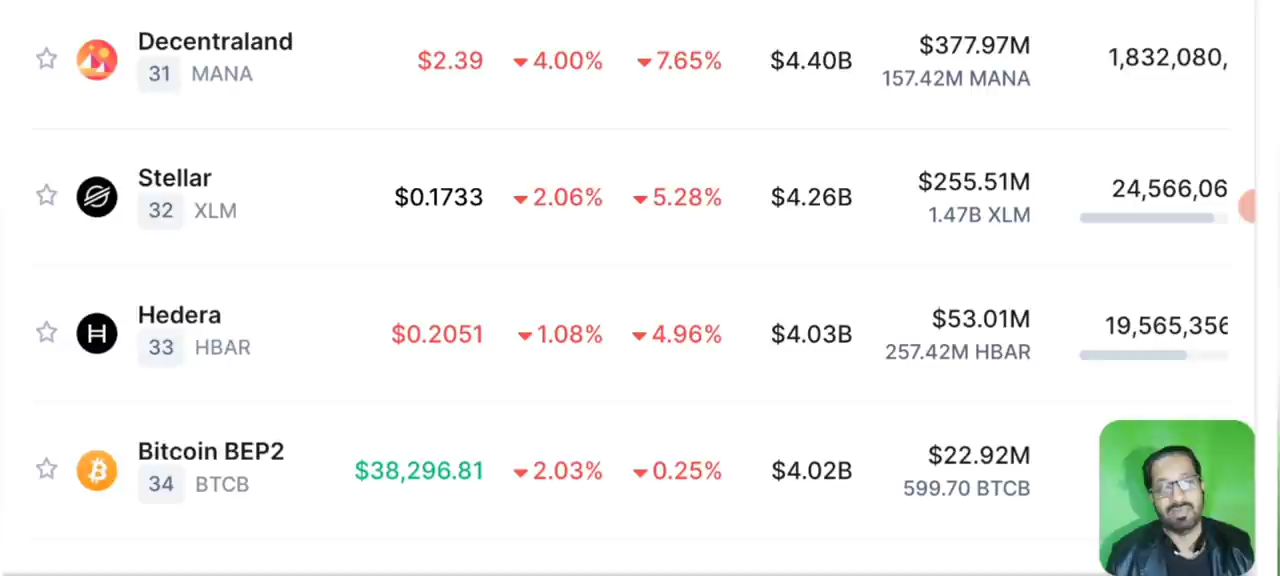 Decentraland
31 MANA
$2.39
4.00%
7.65%
$4.40B
$377.97M
157.42M MANA
1,832,080,
Stellar
32 XLM
$0.1733
2.06%
5.28%
$4.26B
$255.51M
1.47B XLM
24,566,06
Hedera
33 HBAR
$0.2051
1.08%
4.96%
$4.03B
$53.01M
257.42M HBAR
19,565,356
Bitcoin BEP2
34 BTCB
$38,296.81
2.03%
0.25%
$4.02B
$22.92M
599.70 BTCB